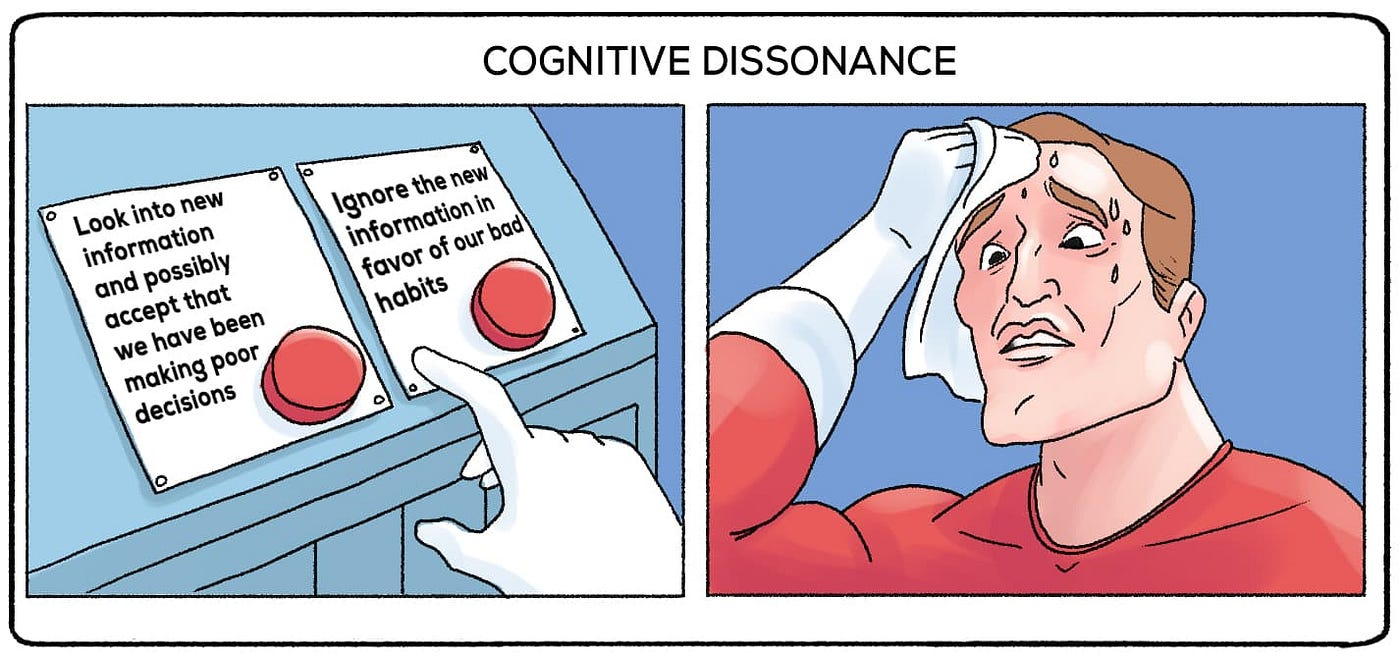 COGNITIVE DISSONANCE
Look into new
information
and possibly
accept that
we have been
making poor
decisions
Ignore the new
information in
favor of our bad
habits